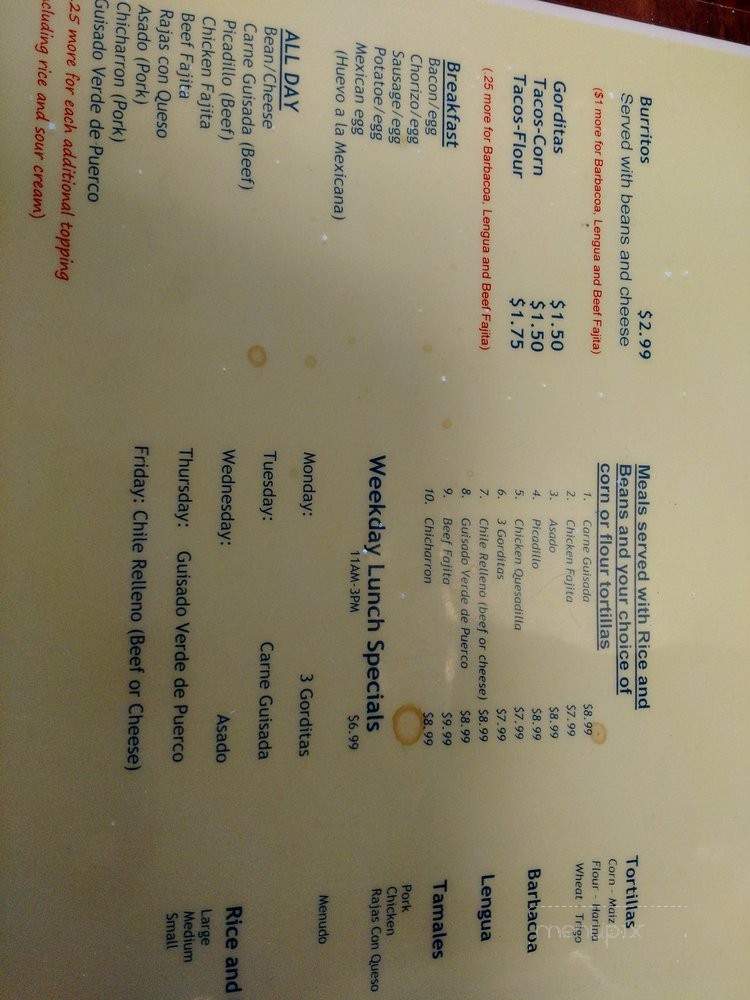 Burritos $2.99
Served with beans and cheese
($1 more for Barbacoa, Lengua and Beef Fajita)
Gorditas $1.50
Tacos-Corn $1.50
Tacos-Flour $1.75
(.25 more for Barbacoa, Lengua and Beef Fajita)
Breakfast
Bacon/egg
Chorizo/egg
Sausage/egg
Potatoe/egg
Mexican egg
(Huevo a la Mexicana)
ALL DAY
Bean/Cheese
Carne Guisada (Beef)
Picadillo (Beef)
Chicken Fajita
Beef Fajita
Rajas con Queso
Asado (Pork)
Chicharron (Pork)
Guisado Verde de Puerco
.25 more for each additional topping
cluding rice and sour cream)
Meals served with Rice and
Beans and your choice of
corn or flour tortillas
1. Carne Guisada $8.99
2. Chicken Fajita $7.99
3. Asado $8.99
4. Picadillo $8.99
5. Chicken Quesadilla $7.99
6. 3 Gorditas $7.99
7. Chile Relleno (beef or cheese) $8.99
8. Guisado Verde de Puerco $8.99
9. Beef Fajita $9.99
10. Chicharron $8.99
Weekday Lunch Specials
11AM-3PM $6.99
Monday: 3 Gorditas
Tuesday: Carne Guisada
Wednesday: Asado
Thursday: Guisado Verde de Puerco
Friday: Chile Relleno (Beef or Cheese)
Tortillas
Corn - Maiz
Flour - Harina
Wheat Trigo
Barbacoa
Lengua
Tamales
Pork
Chicken
Rajas Con Queso
Menudo
Rice and
Large
Medium
Small
menupix